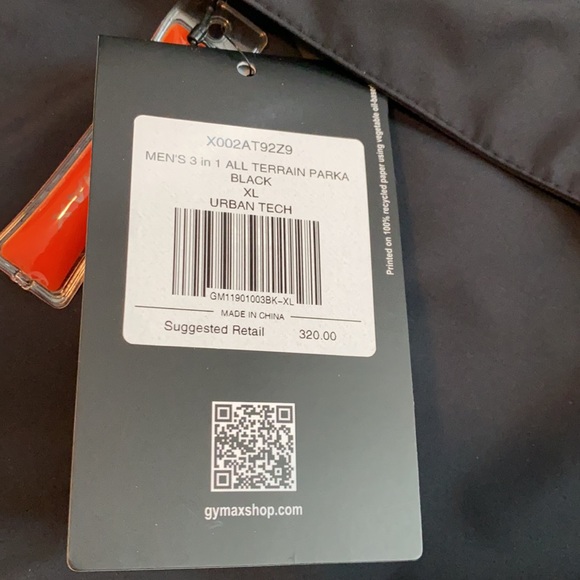 X002AT92Z9
MEN'S 3 in 1 ALL TERRAIN PARKA
BLACK
XL
URBAN TECH
GM11901003BK-XL
MADE IN CHINA
Suggested Retail 320.00
gymaxshop.com
Printed on 100% recycled paper using vegetable oil-base